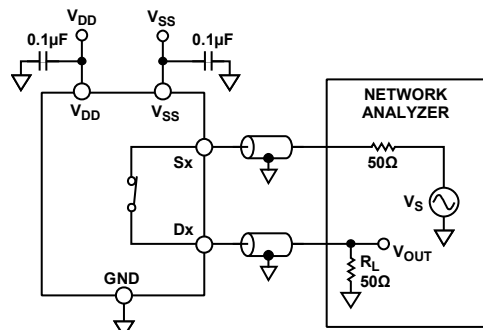 VDD
VSS
0.1µF
0.1µF
VDD
VSS
NETWORK
ANALYZER
Sx
50Ω
VS
Dx
VOUT
RL
50Ω
GND